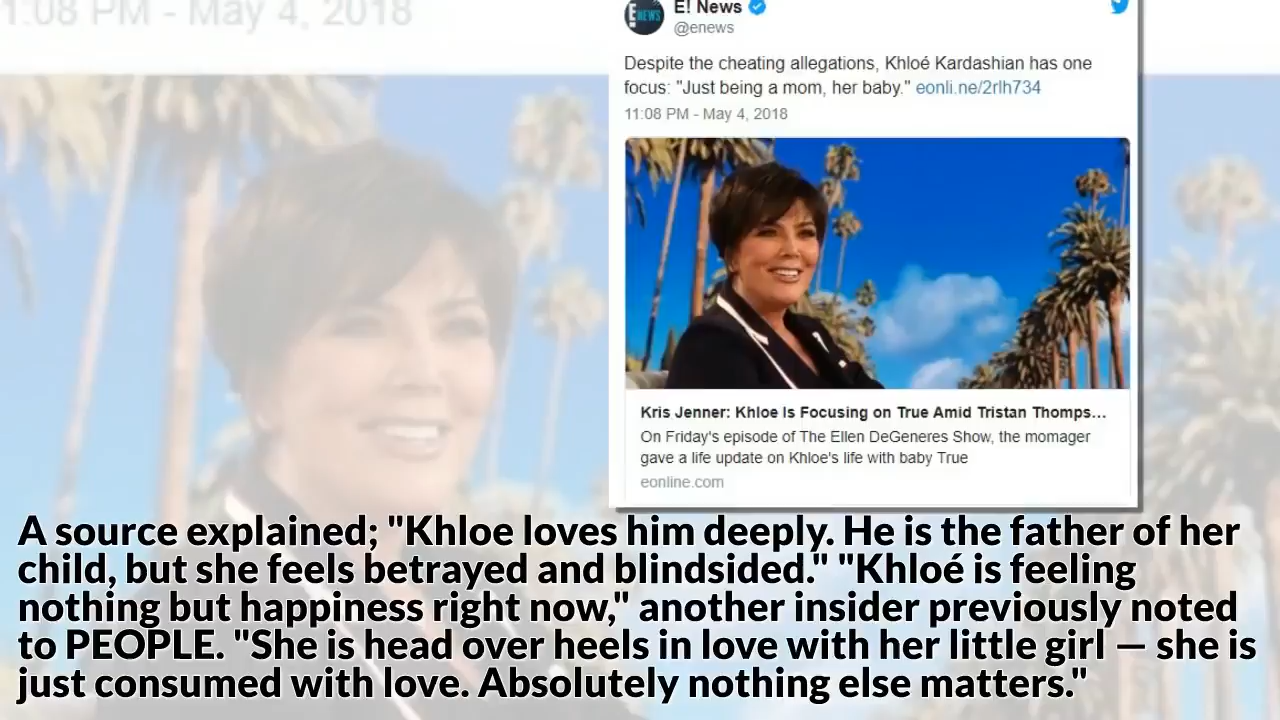 1:08 PM - May 4, 2018
E! News
E NEWS
@enews
Despite the cheating allegations, Khloé Kardashian has one
focus: "Just being a mom, her baby." eonli.ne/2rlh734
11:08 PM - May 4, 2018
Kris Jenner: Khloe Is Focusing on True Amid Tristan Thomps...
On Friday's episode of The Ellen DeGeneres Show, the momager
gave a life update on Khloe's life with baby True
eonline.com
A source explained; "Khloe loves him deeply. He is the father of her
child, but she feels betrayed and blindsided." "Khloé is feeling
nothing but happiness right now," another insider previously noted
to PEOPLE. "She is head over heels in love with her little girl — she is
just consumed with love. Absolutely nothing else matters."